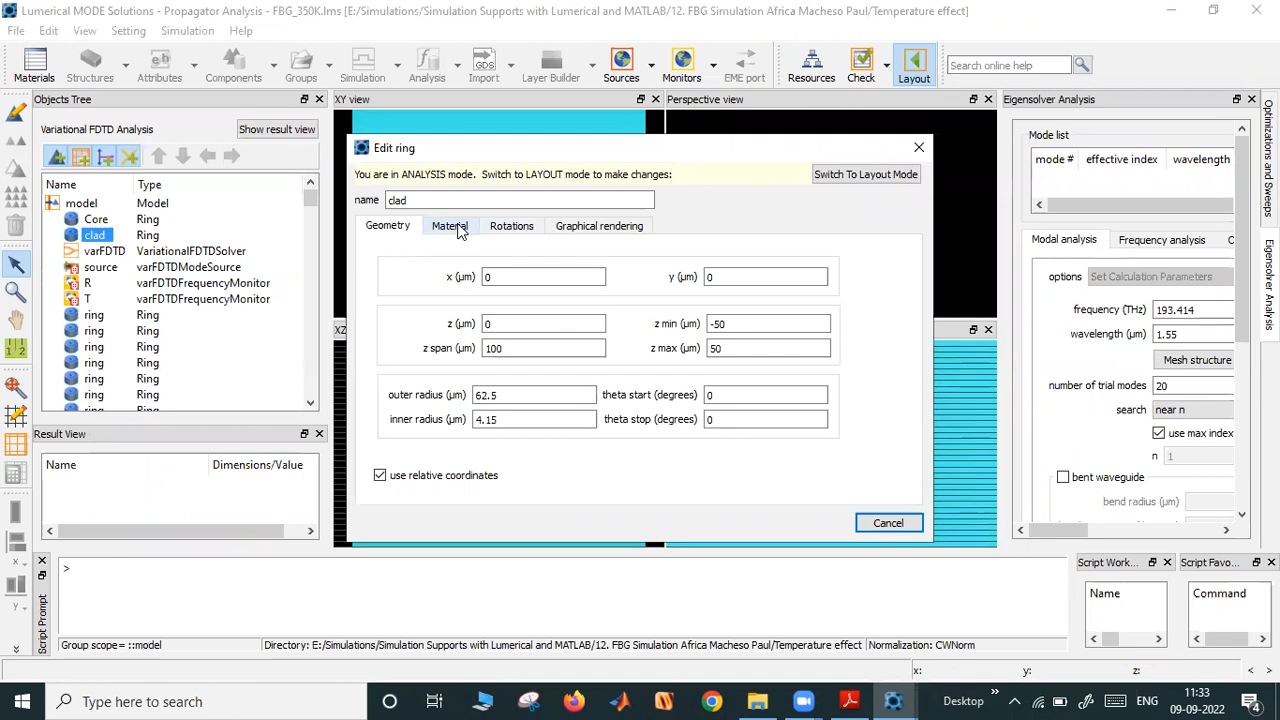 Lumerical MODE Solutions - Propagator Analysis - FBG_350K.lms [E:/Simulations/Simulation Supports with Lumerical and MATLAB/12. FBG Simulation Africa Macheso Paul/Temperature effect]
File Edit View Setting Simulation Help
Materials Structures Attributes Components Groups Simulation Analysis Import Layer Builder Sources Monitors EME port Resources Check Layout
GDS
Search online help
Objects Tree
XY view
Perspective view
Eigensolver Analysis
Variational FDTD Analysis
Show result view
Name Type
model Model
Core Ring
clad Ring
varFDTD VariationalFDTDSolver
source varFDTDModeSource
R varFDTDFrequencyMonitor
T varFDTDFrequencyMonitor
ring Ring
ring Ring
ring Ring
ring Ring
ring Ring
ring Ring
Result View
Name Dimensions/Value
XZ
Edit ring
You are in ANALYSIS mode. Switch to LAYOUT mode to make changes:
Switch To Layout Mode
name clad
Geometry Material Rotations Graphical rendering
x (µm) 0 y (µm) 0
z (µm) 0 z min (µm) -50
z span (µm) 100 z max (µm) 50
outer radius (µm) 62.5 theta start (degrees) 0
inner radius (µm) 4.15 theta stop (degrees) 0
use relative coordinates
Cancel
Mode list
mode # effective index wavelength
Modal analysis Frequency analysis
options Set Calculation Parameters
frequency (THz) 193.414
wavelength (µm) 1.55
Mesh structure
number of trial modes 20
search near n
use max index
n 1
bent waveguide
bend radius (µm)
Optimizations and Sweeps
Eigensolver Analysis
x
y
Script Prompt
>
Script Work...
Script Favo...
Name
Command
Group scope= ::model
Directory: E:/Simulations/Simulation Supports with Lumerical and MATLAB/12. FBG Simulation Africa Macheso Paul/Temperature effect
Normalization: CWNorm
x: y: z:
Type here to search
Desktop
ENG
11:33
09-09-2022
4